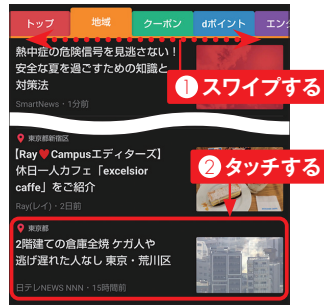 トップ 地域 クーポン dポイント エン
熱中症の危険信号を見逃さない！
安全な夏を過ごすための知識と
対策法
SmartNews・1分前
①スワイプする
東京都新宿区
【Ray♥Campusエディターズ】
休日一人カフェ「excelsior
caffe」をご紹介
Ray(レイ)・2日前
②タッチする
東京都
2階建ての倉庫全焼 ケガ人や
逃げ遅れた人なし 東京・荒川区
日テレNEWS NNN・15時間前